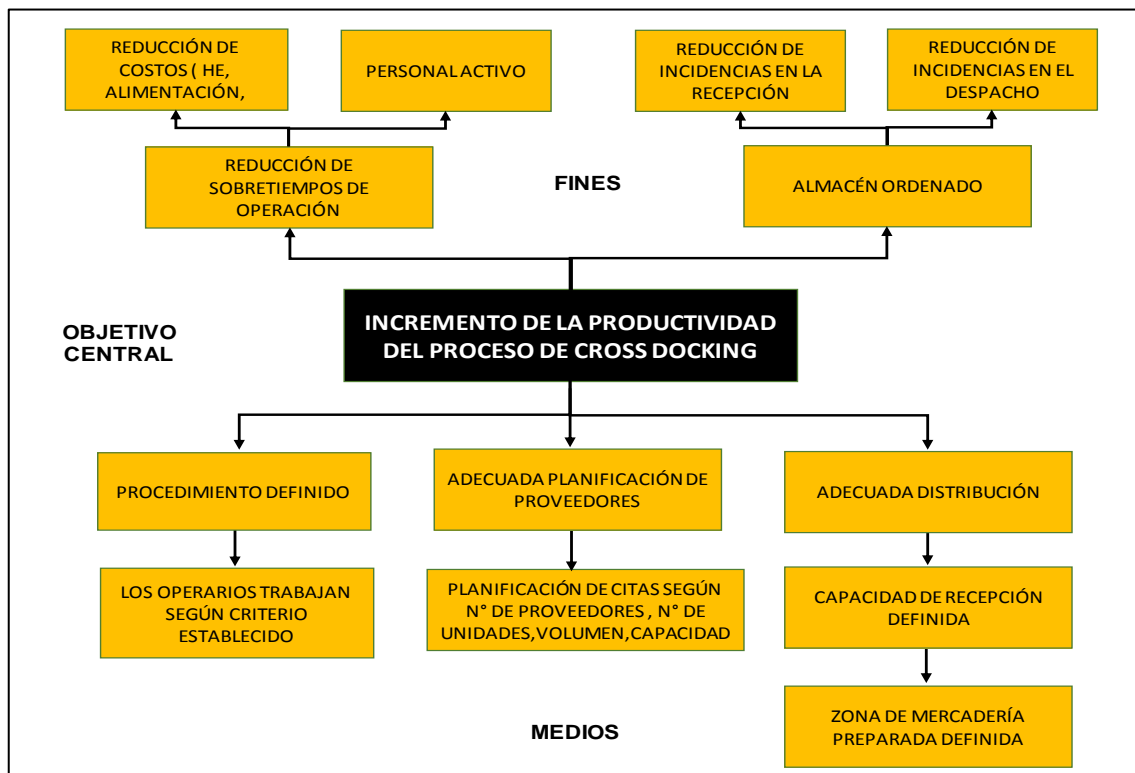 REDUCCIÓN DE
COSTOS ( HE,
ALIMENTACIÓN,
PERSONAL ACTIVO
REDUCCIÓN DE
INCIDENCIAS EN LA
RECEPCIÓN
REDUCCIÓN DE
INCIDENCIAS EN EL
DESPACHO
REDUCCIÓN DE
SOBRETIEMPOS DE
OPERACIÓN
FINES
ALMACÉN ORDENADO
OBJETIVO
CENTRAL
INCREMENTO DE LA PRODUCTIVIDAD
DEL PROCESO DE CROSS DOCKING
PROCEDIMIENTO DEFINIDO
ADECUADA PLANIFICACIÓN DE
PROVEEDORES
ADECUADA DISTRIBUCIÓN
LOS OPERARIOS TRABAJAN
SEGÚN CRITERIO
ESTABLECIDO
PLANIFICACIÓN DE CITAS SEGÚN
N° DE PROVEEDORES , N° DE
UNIDADES,VOLUMEN,CAPACIDAD
CAPACIDAD DE RECEPCIÓN
DEFINIDA
MEDIOS
ZONA DE MERCADERÍA
PREPARADA DEFINIDA